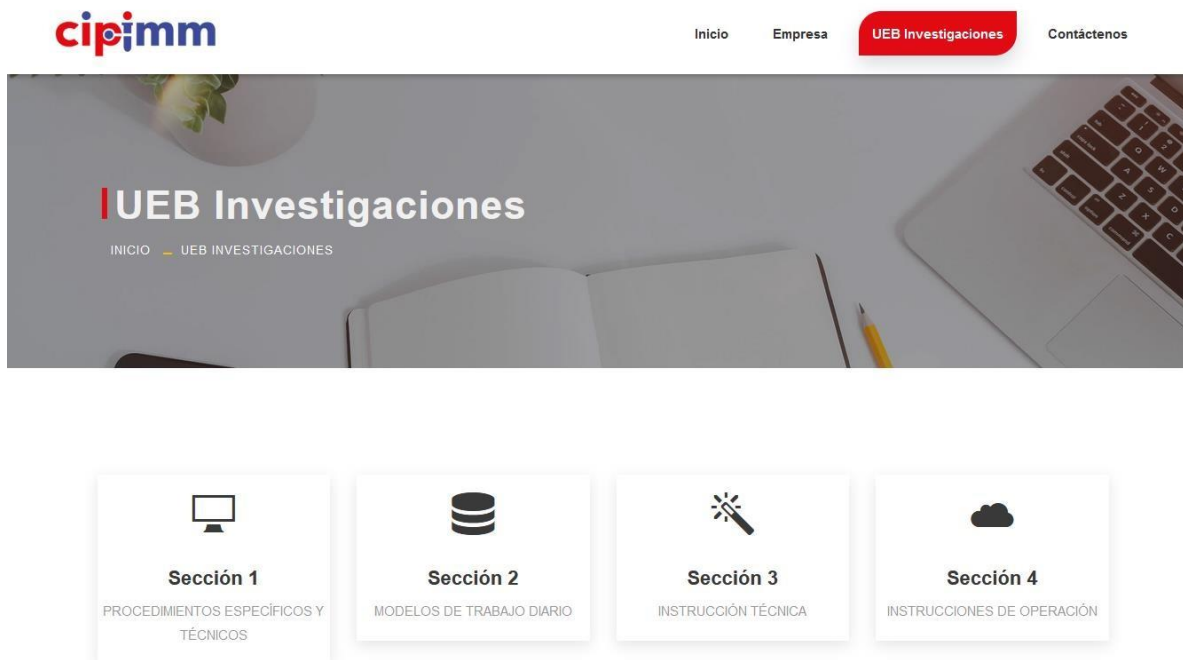 cipimm
Inicio Empresa UEB Investigaciones Contáctenos
UEB Investigaciones
INICIO UEB INVESTIGACIONES
Sección 1
PROCEDIMIENTOS ESPECÍFICOS Y
TÉCNICOS
Sección 2
MODELOS DE TRABAJO DIARIO
Sección 3
INSTRUCCIÓN TÉCNICA
Sección 4
INSTRUCCIONES DE OPERACIÓN